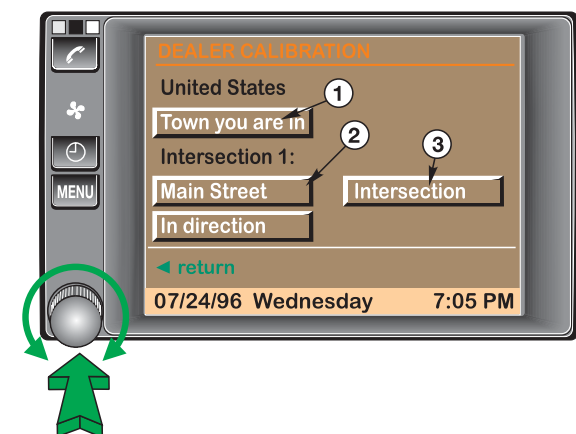 DEALER CALIBRATION
United States
1
Town you are in
2
Intersection 1:
3
Main Street
Intersection
MENU
In direction
◄ return
07/24/96 Wednesday 7:05 PM